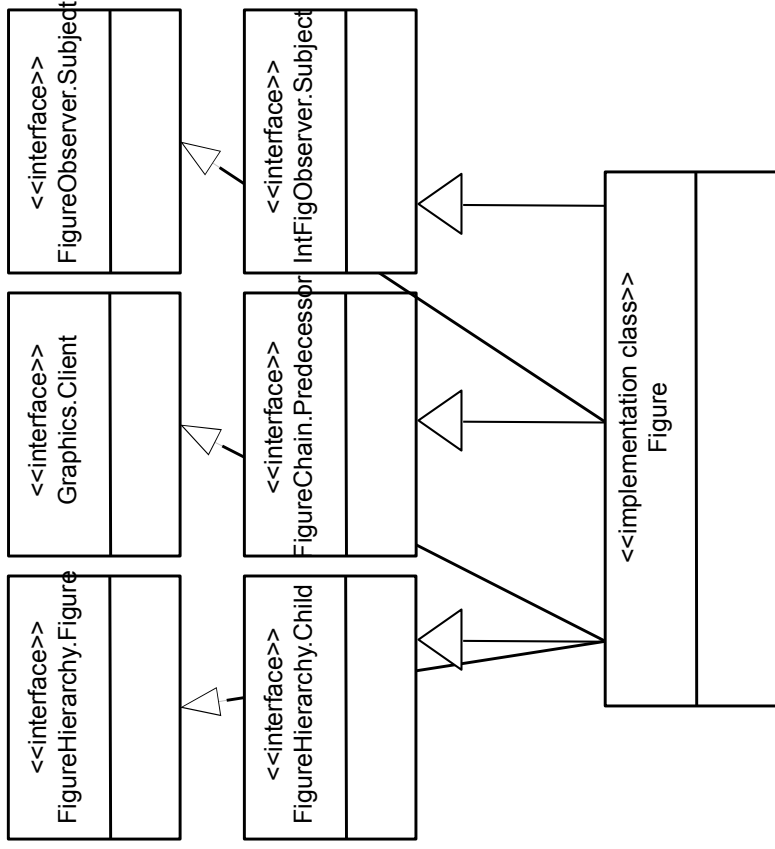 <<interface>>
FigureHierarchy.Figure
<<interface>>
Graphics.Client
<<interface>>
FigureObserver.Subject
<<interface>>
FigureHierarchy.Child
<<interface>>
FigureChain.Predecessor
<<interface>>
IntFigObserver.Subject
<<implementation class>>
Figure